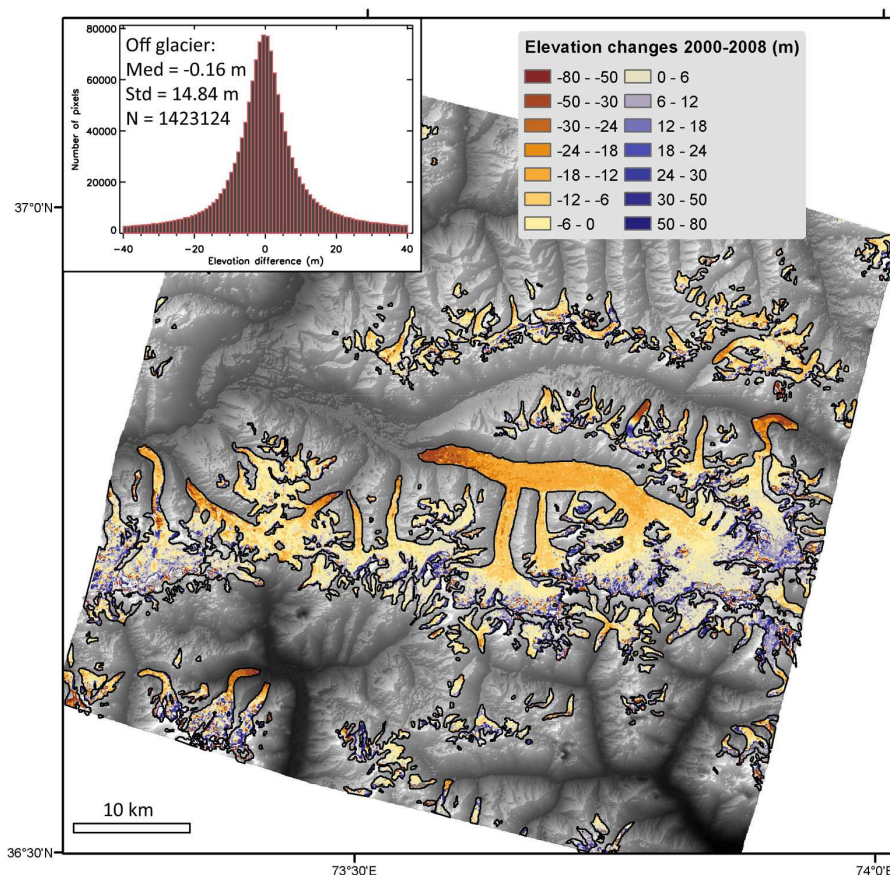 80000
60000
40000
20000
0
Number of pixels
Off glacier:
Med = -0.16 m
Std = 14.84 m
N = 1423124
-40 -20 0 20 40
Elevation difference (m)
Elevation changes 2000-2008 (m)
-80 - -50 0 - 6
-50 - -30 6 - 12
-30 - -24 12 - 18
-24 - -18 18 - 24
-18 - -12 24 - 30
-12 - -6 30 - 50
-6 - 0 50 - 80
37°0'N
10 km
36°30'N
73°30'E 74°0'E